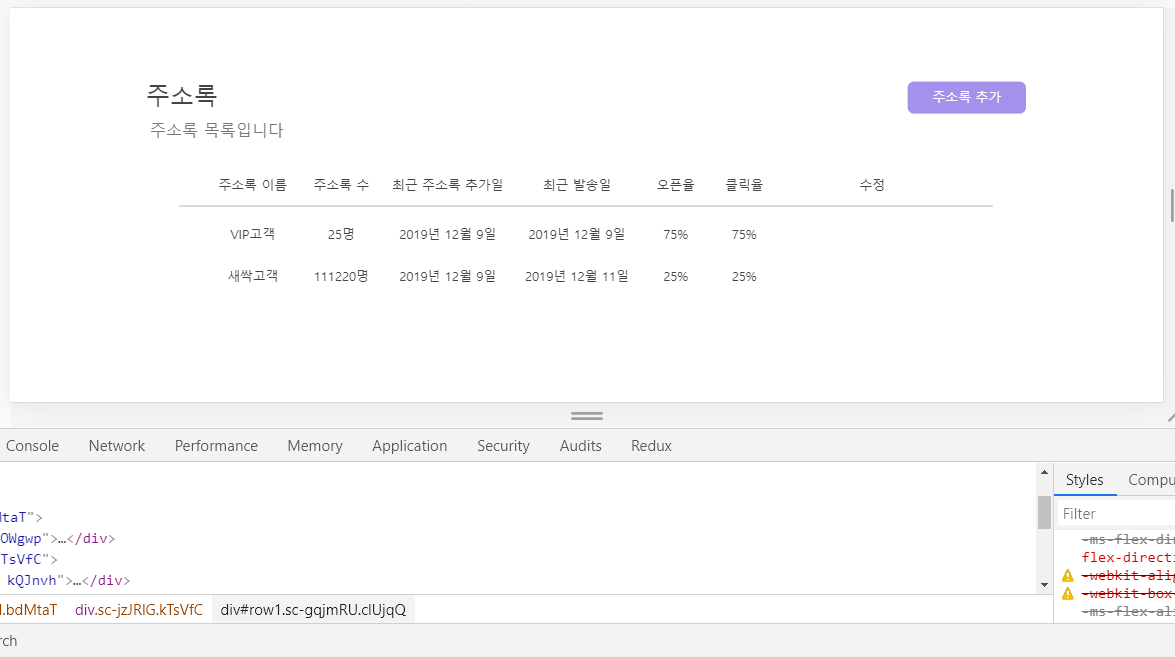 주소록
주소록 추가
주소록 목록입니다
주소록 이름 주소록 수 최근 주소록 추가일 최근 발송일 오픈율 클릭율 수정
VIP고객 25명 2019년 12월 9일 2019년 12월 9일 75% 75%
새싹고객 111220명 2019년 12월 9일 2019년 12월 11일 25% 25%
Console Network Performance Memory Application Security Audits Redux
Styles Compu
Filter
taT">
OWgwp">…</div>
TsVfC">
kQJnvh">…</div>
-ms-flex-di
flex-directi
-webkit-alig
-webkit-box-
-ms-flex-ali
.bdMtaT div.sc-jzJRlG.kTsVfC div#row1.sc-gqjmRU.clUjqQ
rch